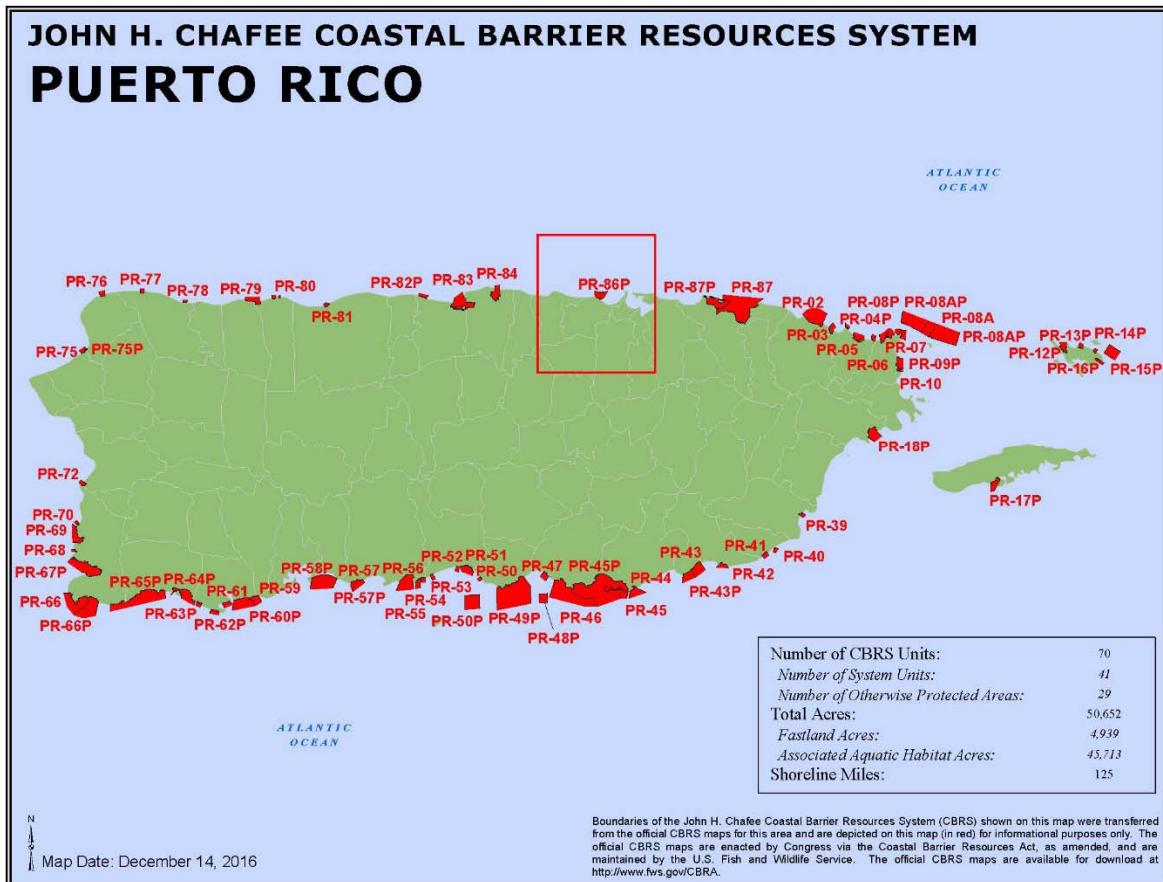 JOHN H. CHAFEE COASTAL BARRIER RESOURCES SYSTEM
PUERTO RICO
ATLANTIC
OCEAN
PR-76
PR-77
PR-78
PR-79
PR-80
PR-81
PR-82P
PR-83
PR-84
PR-86P
PR-87P
PR-87
PR-02
PR-03
PR-04P
PR-05
PR-06
PR-07
PR-08P
PR-08AP
PR-08A
PR-08AP
PR-09P
PR-10
PR-12P
PR-13P
PR-14P
PR-15P
PR-16P
PR-75
PR-75P
PR-18P
PR-17P
PR-72
PR-70
PR-69
PR-68
PR-67P
PR-66
PR-66P
PR-65P
PR-64P
PR-63P
PR-62P
PR-61
PR-60P
PR-59
PR-58P
PR-57
PR-57P
PR-56
PR-55
PR-54
PR-53
PR-52
PR-51
PR-50
PR-50P
PR-49P
PR-48P
PR-47
PR-46
PR-45P
PR-45
PR-44
PR-43
PR-43P
PR-42
PR-41
PR-40
PR-39
ATLANTIC
OCEAN
Number of CBRS Units: 70
Number of System Units: 41
Number of Otherwise Protected Areas: 29
Total Acres: 50,652
Fastland Acres: 4,939
Associated Aquatic Habitat Acres: 45,713
Shoreline Miles: 125
N
Map Date: December 14, 2016
Boundaries of the John H. Chafee Coastal Barrier Resources System (CBRS) shown on this map were transferred
from the official CBRS maps for this area and are depicted on this map (in red) for informational purposes only. The
official CBRS maps are enacted by Congress via the Coastal Barrier Resources Act, as amended, and are
maintained by the U.S. Fish and Wildlife Service. The official CBRS maps are available for download at
http://www.fws.gov/CBRA.